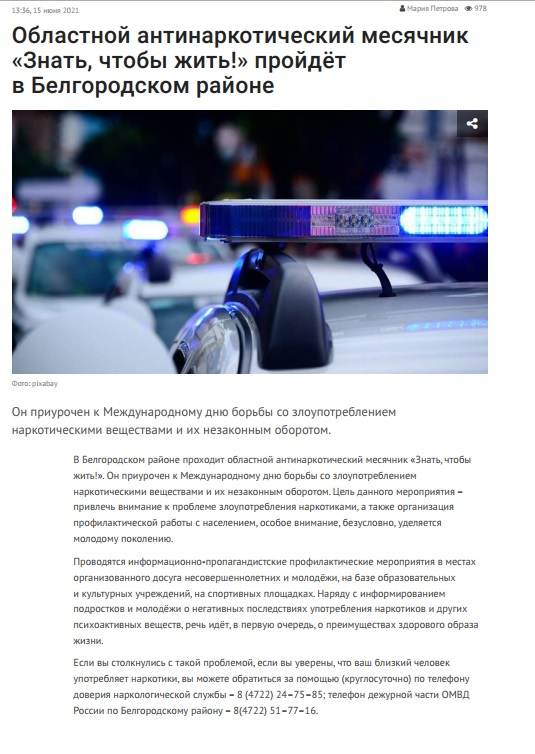 13:36, 15 июня 2021
Мария Петрова 978
Областной антинаркотический месячник
«Знать, чтобы жить!» пройдёт
в Белгородском районе
Фото: pixabay
Он приурочен к Международному дню борьбы со злоупотреблением
наркотическими веществами и их незаконным оборотом.
В Белгородском районе проходит областной антинаркотический месячник «Знать, чтобы
жить!». Он приурочен к Международному дню борьбы со злоупотреблением
наркотическими веществами и их незаконным оборотом. Цель данного мероприятия –
привлечь внимание к проблеме злоупотребления наркотиками, а также организация
профилактической работы с населением, особое внимание, безусловно, уделяется
молодому поколению.
Проводятся информационно-пропагандистские профилактические мероприятия в местах
организованного досуга несовершеннолетних и молодёжи, на базе образовательных
и культурных учреждений, на спортивных площадках. Наряду с информированием
подростков и молодёжи о негативных последствиях употребления наркотиков и других
психоактивных веществ, речь идёт, в первую очередь, о преимуществах здорового образа
жизни.
Если вы столкнулись с такой проблемой, если вы уверены, что ваш близкий человек
употребляет наркотики, вы можете обратиться за помощью (круглосуточно) по телефону
доверия наркологической службы – 8 (4722) 24–75–85; телефон дежурной части ОМВД
России по Белгородскому району – 8(4722) 51–77–16.